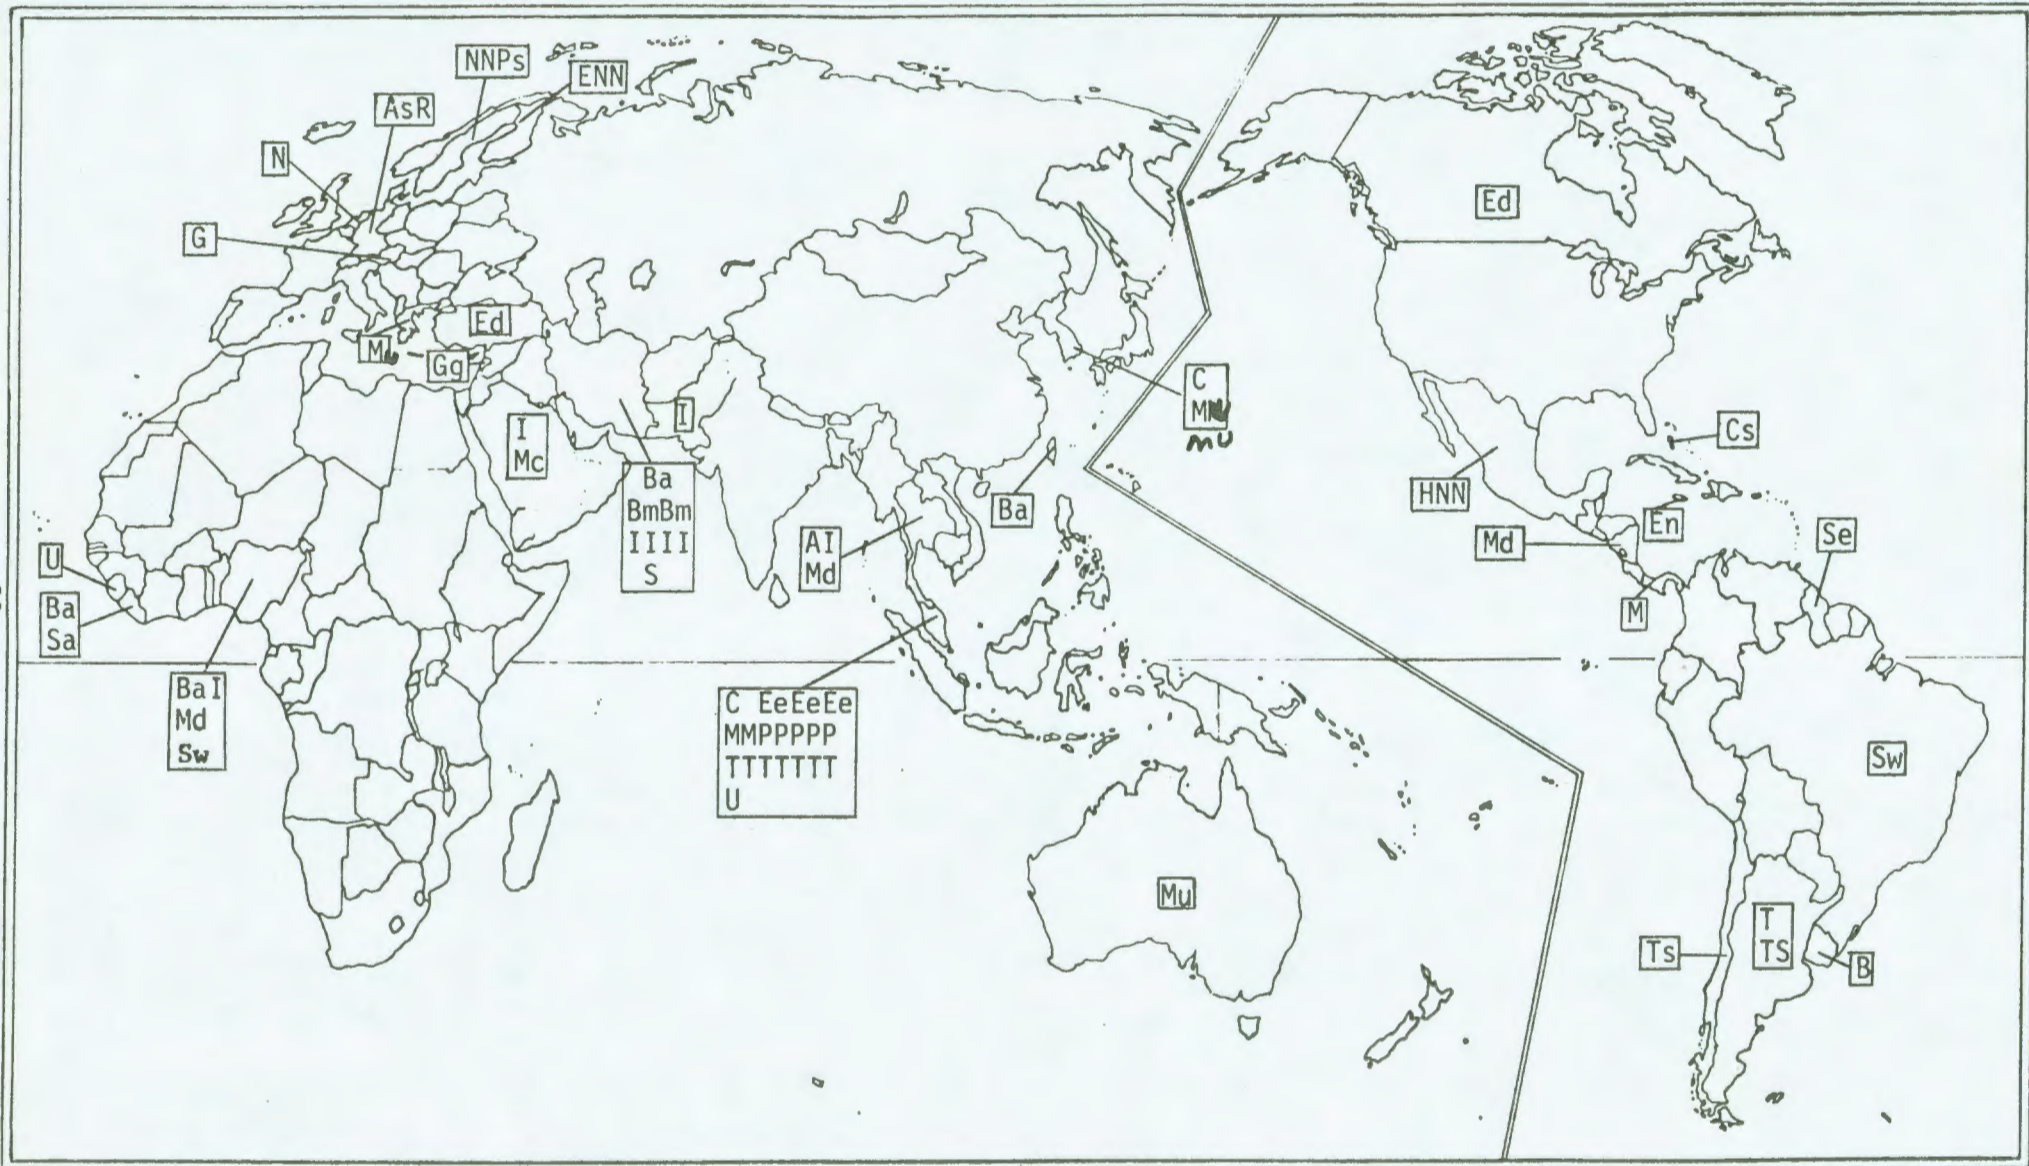 NNPs
ENN
AsR
N
G
Ed
Ed
Mu
Gg
C
mu
I
I
Mc
Cs
HNN
Ba
BmBm
IIII
S
Ba
En
AI
Md
Md
Se
U
Ba
Sa
M
BaI
Md
Sw
C EeEeEe
MMPPPPP
TTTTTTT
U
Sw
Mu
T
TS
Ts
B